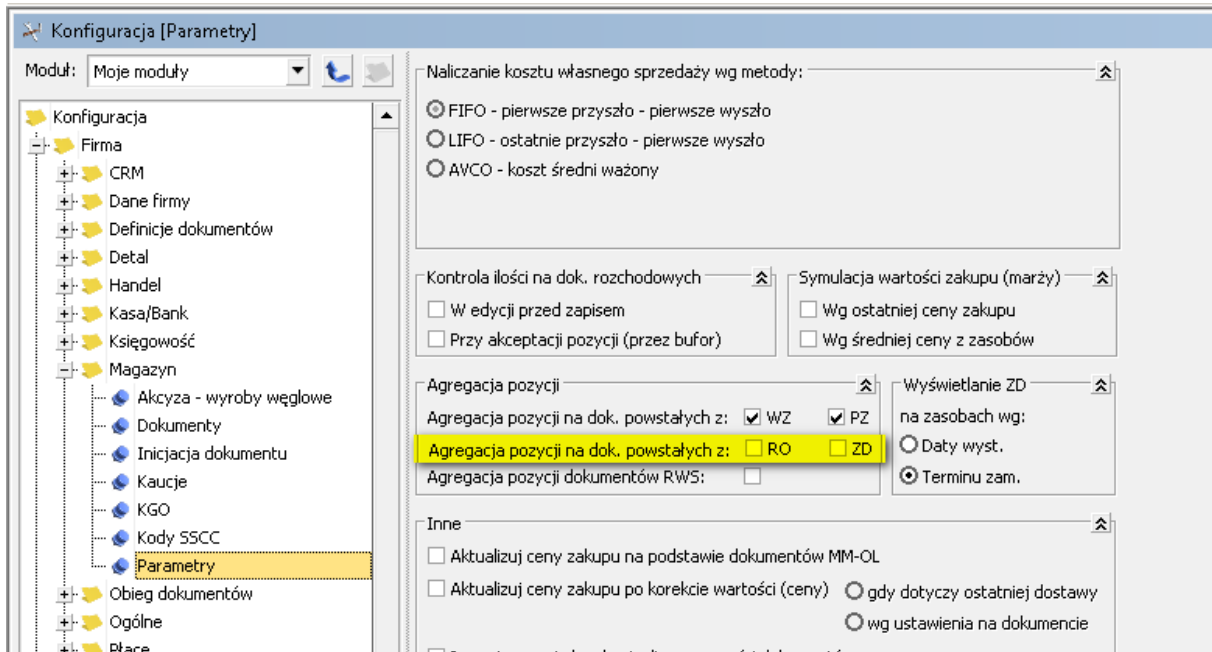 Konfiguracja [Parametry]
Moduł: Moje moduły
Konfiguracja
Firma
CRM
Dane firmy
Definicje dokumentów
Detal
Handel
Kasa/Bank
Księgowość
Magazyn
Akcyza - wyroby węglowe
Dokumenty
Inicjacja dokumentu
Kaucje
KGO
Kody SSCC
Parametry
Obieg dokumentów
Ogólne
Płace
Naliczanie kosztu własnego sprzedaży wg metody:
FIFO - pierwsze przyszło - pierwsze wyszło
LIFO - ostatnie przyszło - pierwsze wyszło
AVCO - koszt średni ważony
Kontrola ilości na dok. rozchodowych
W edycji przed zapisem
Przy akceptacji pozycji (przez bufor)
Symulacja wartości zakupu (marży)
Wg ostatniej ceny zakupu
Wg średniej ceny z zasobów
Agregacja pozycji
Agregacja pozycji na dok. powstałych z: WZ PZ
Agregacja pozycji na dok. powstałych z: RO ZD
Agregacja pozycji dokumentów RWS:
Wyświetlanie ZD
na zasobach wg:
Daty wyst.
Terminu zam.
Inne
Aktualizuj ceny zakupu na podstawie dokumentów MM-OL
Aktualizuj ceny zakupu po korekcie wartości (ceny)
gdy dotyczy ostatniej dostawy
wg ustawienia na dokumencie